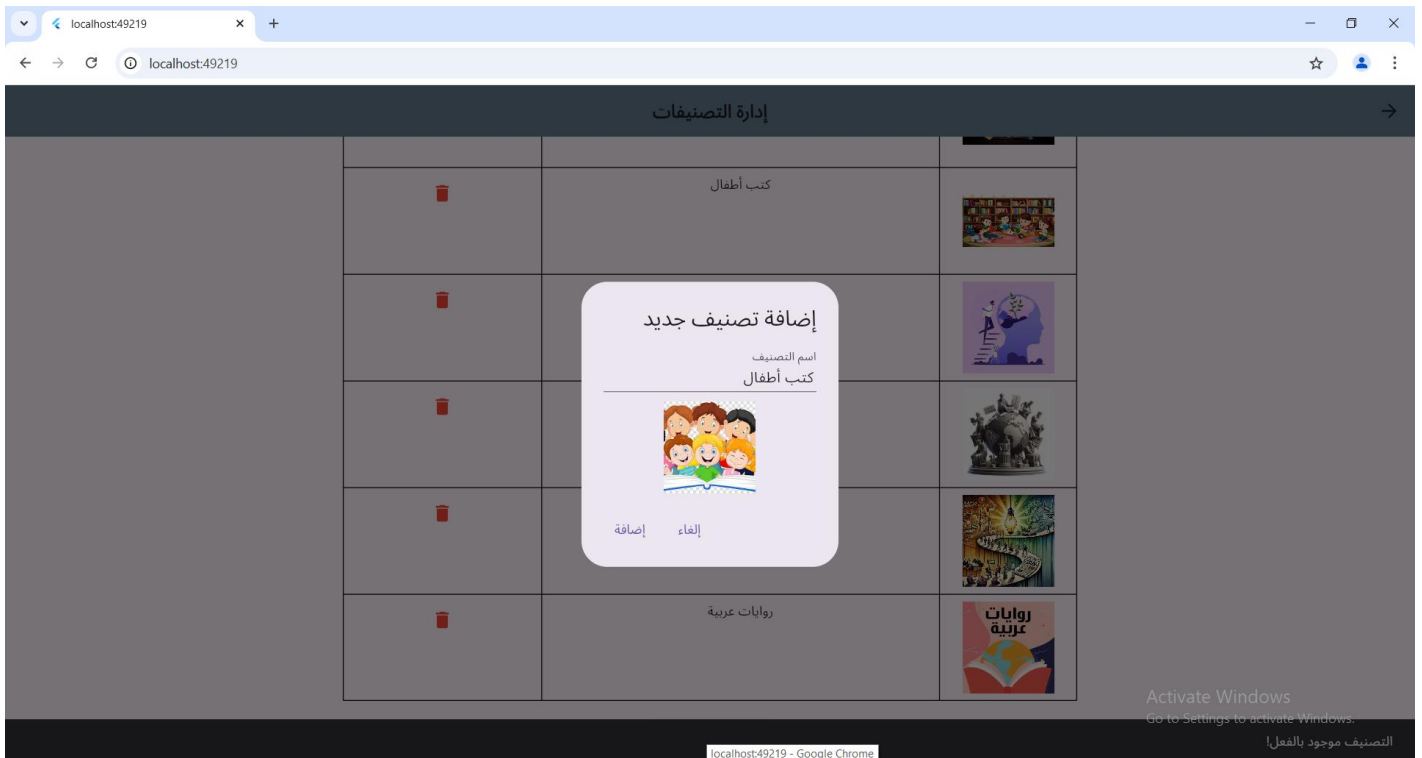 localhost:49219
localhost:49219
إدارة التصنيفات
كتب أطفال
إضافة تصنيف جديد
اسم التصنيف
كتب أطفال
إلغاء
إضافة
روايات عربية
روايات
عربية
Activate Windows
Go to Settings to activate Windows.
التصنيف موجود بالفعل!
localhost:49219 - Google Chrome